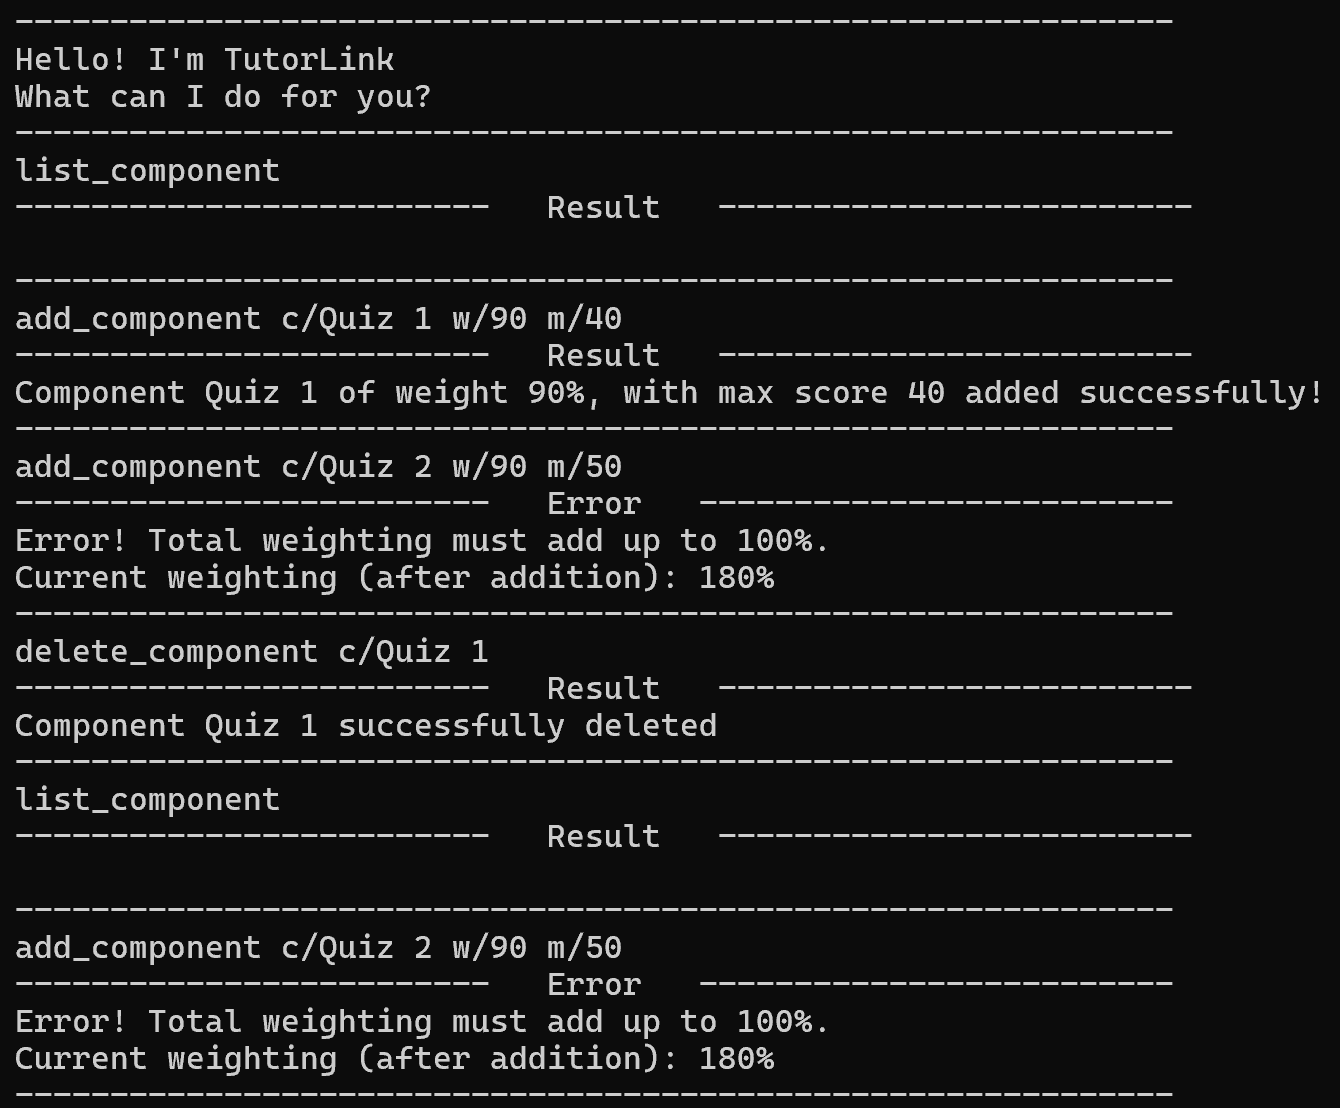 -------------------------------------------------------------
Hello! I'm TutorLink
What can I do for you?
-------------------------------------------------------------
list_component
-------------------------   Result   -------------------------

-------------------------------------------------------------
add_component c/Quiz 1 w/90 m/40
-------------------------   Result   -------------------------
Component Quiz 1 of weight 90%, with max score 40 added successfully!
-------------------------------------------------------------
add_component c/Quiz 2 w/90 m/50
-------------------------   Error   -------------------------
Error! Total weighting must add up to 100%.
Current weighting (after addition): 180%
-------------------------------------------------------------
delete_component c/Quiz 1
-------------------------   Result   -------------------------
Component Quiz 1 successfully deleted
-------------------------------------------------------------
list_component
-------------------------   Result   -------------------------

-------------------------------------------------------------
add_component c/Quiz 2 w/90 m/50
-------------------------   Error   -------------------------
Error! Total weighting must add up to 100%.
Current weighting (after addition): 180%
-------------------------------------------------------------